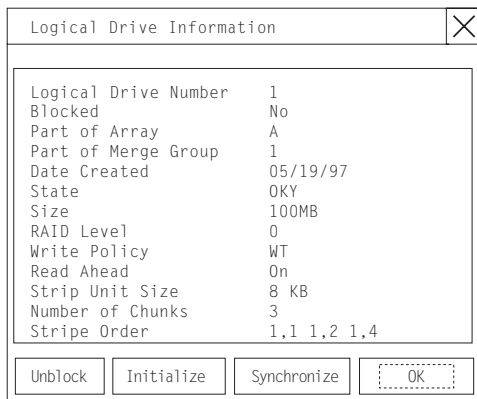 Logical Drive Information
Logical Drive Number 1
Blocked No
Part of Array A
Part of Merge Group 1
Date Created 05/19/97
State OKY
Size 100MB
RAID Level 0
Write Policy WT
Read Ahead On
Strip Unit Size 8 KB
Number of Chunks 3
Stripe Order 1,1 1,2 1,4
Unblock Initialize Synchronize OK